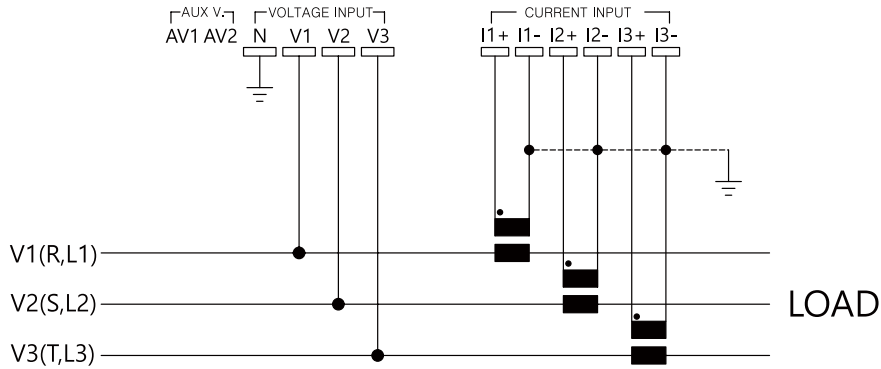 AUX V. VOLTAGE INPUT CURRENT INPUT
AV1 AV2 N V1 V2 V3 I1+ I1- I2+ I2- I3+ I3-
V1(R,L1)
V2(S,L2)
LOAD
V3(T,L3)